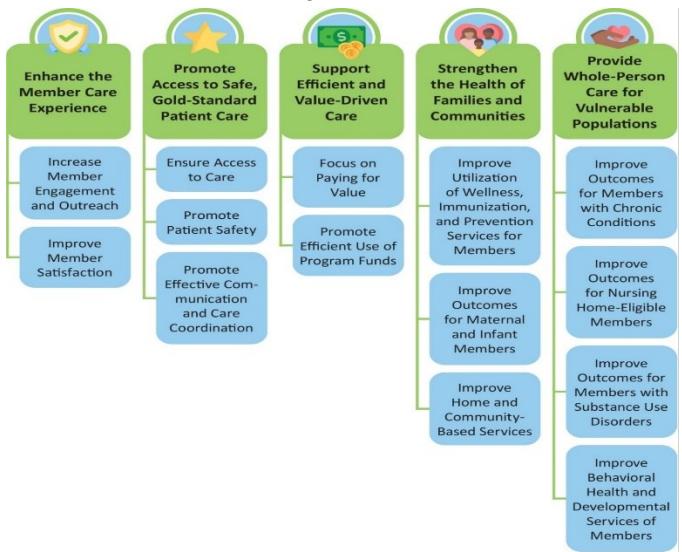 Enhance the
Member Care
Experience
Increase
Member
Engagement
and Outreach
Improve
Member
Satisfaction
Promote
Access to Safe,
Gold-Standard
Patient Care
Ensure Access
to Care
Promote
Patient Safety
Promote
Effective Com-
munication
and Care
Coordination
$
Support
Efficient and
Value-Driven
Care
Focus on
Paying for
Value
Promote
Efficient Use of
Program Funds
Strengthen
the Health of
Families and
Communities
Improve
Utilization
of Wellness,
Immunization,
and Prevention
Services for
Members
Improve
Outcomes
for Maternal
and Infant
Members
Improve
Home and
Community-
Based Services
Provide
Whole-Person
Care for
Vulnerable
Populations
Improve
Outcomes
for Members
with Chronic
Conditions
Improve
Outcomes
for Nursing
Home-Eligible
Members
Improve
Outcomes for
Members with
Substance Use
Disorders
Improve
Behavioral
Health and
Developmental
Services of
Members